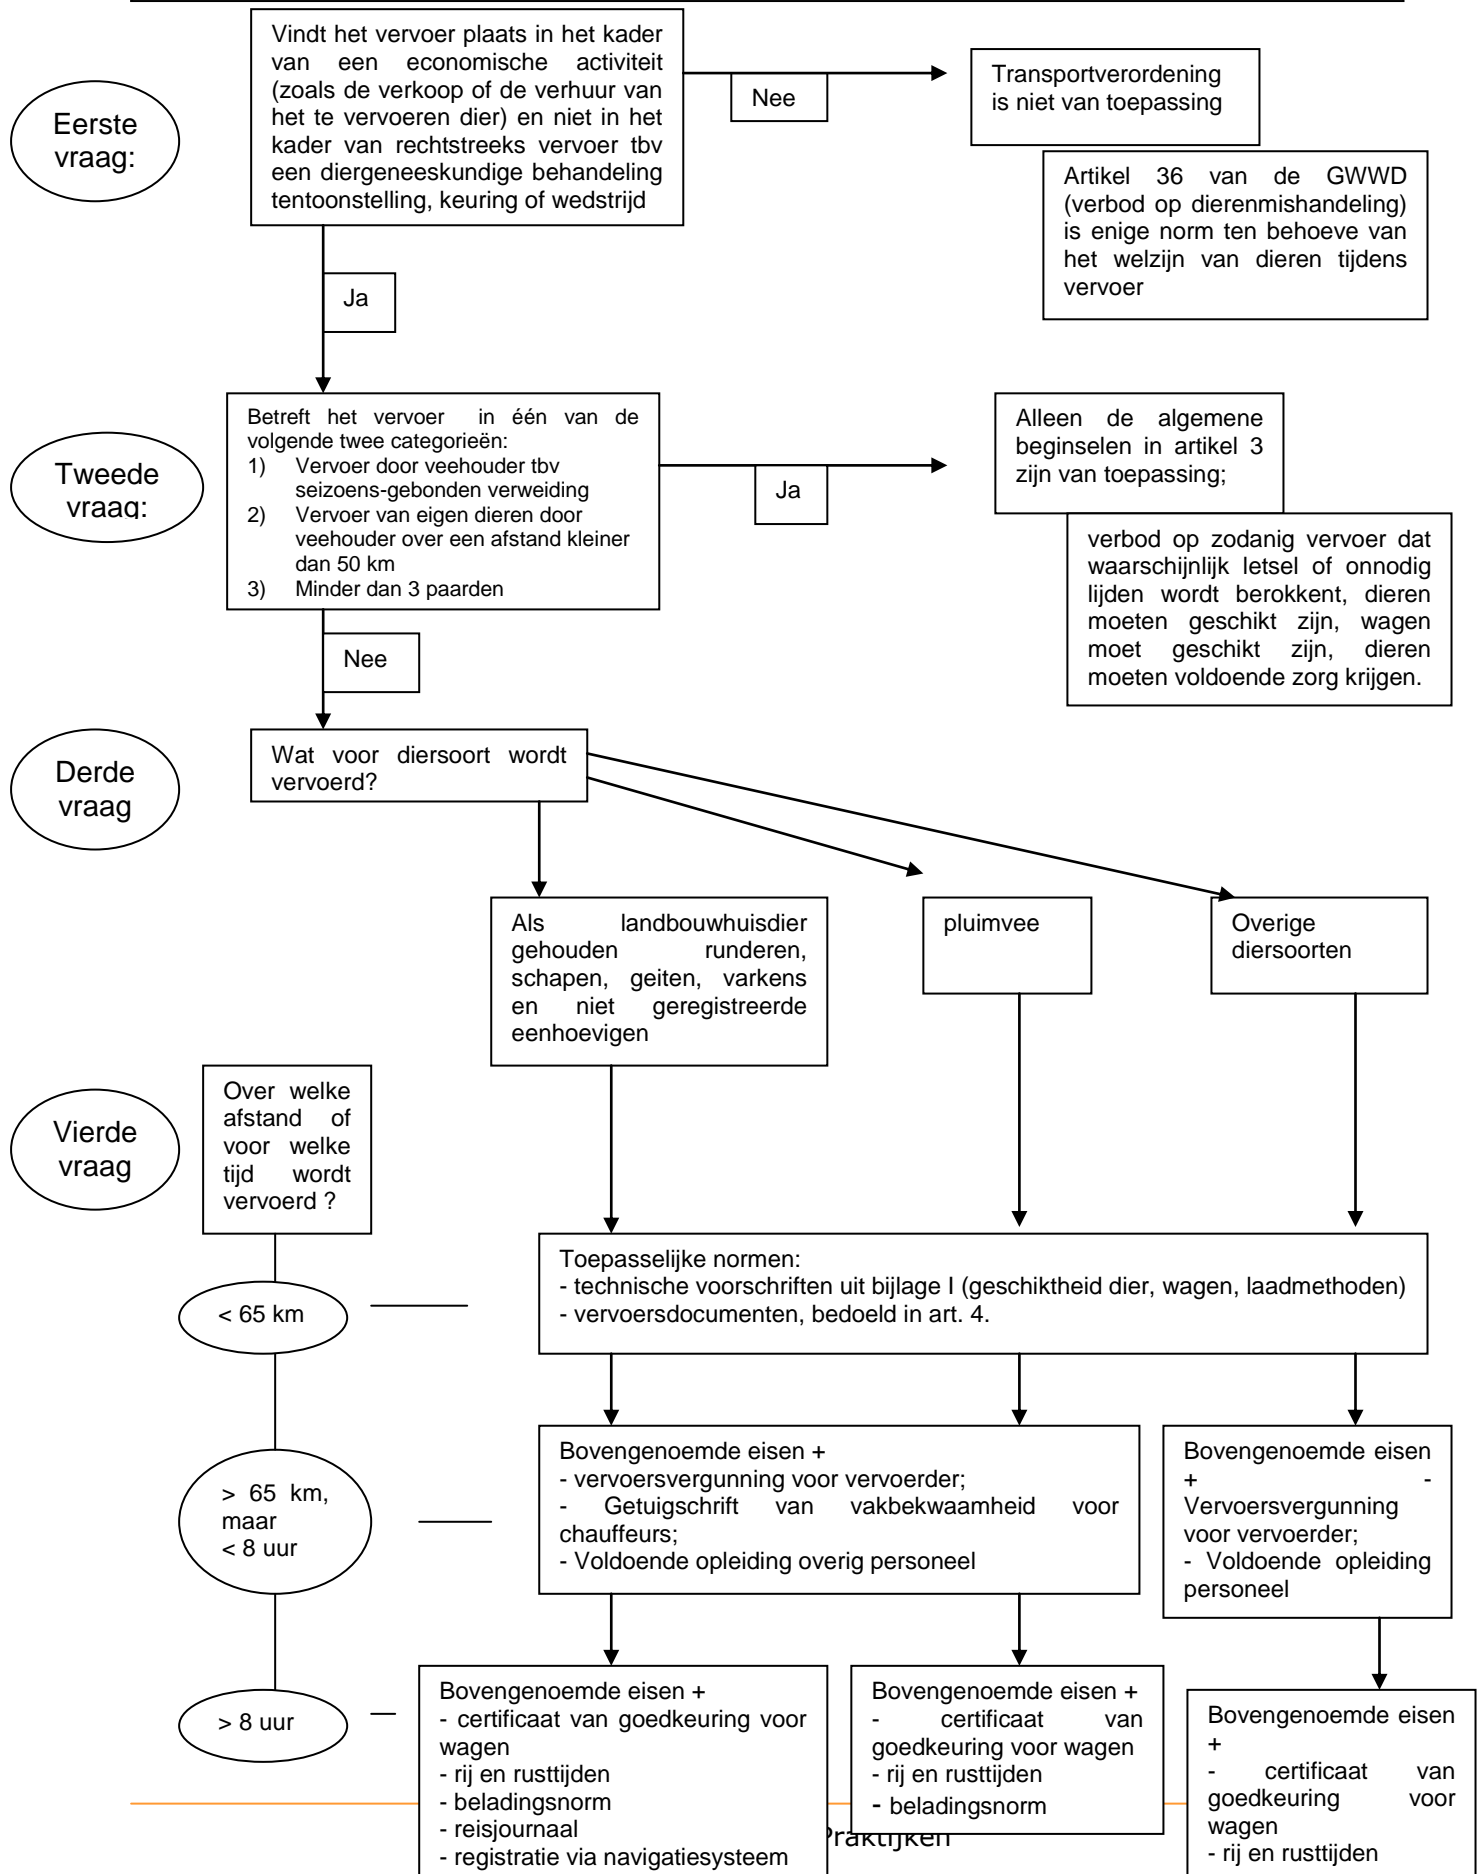 Eerste
vraag:
Vindt het vervoer plaats in het kader
van een economische activiteit
(zoals de verkoop of de verhuur van
het te vervoeren dier) en niet in het
kader van rechtstreeks vervoer tbv
een diergeneeskundige behandeling
tentoonstelling, keuring of wedstrijd
Nee
Transportverordening
is niet van toepassing
Artikel 36 van de GWWD
(verbod op dierenmishandeling)
is enige norm ten behoeve van
het welzijn van dieren tijdens
vervoer
Ja
Tweede
vraag:
Betreft het vervoer in één van de
volgende twee categorieën:
1) Vervoer door veehouder tbv
seizoens-gebonden verweiding
2) Vervoer van eigen dieren door
veehouder over een afstand kleiner
dan 50 km
3) Minder dan 3 paarden
Ja
Alleen de algemene
beginselen in artikel 3
zijn van toepassing;
verbod op zodanig vervoer dat
waarschijnlijk letsel of onnodig
lijden wordt berokkent, dieren
moeten geschikt zijn, wagen
moet geschikt zijn, dieren
moeten voldoende zorg krijgen.
Nee
Derde
vraag
Wat voor diersoort wordt
vervoerd?
Als landbouwhuisdier
gehouden runderen,
schapen, geiten, varkens
en niet geregistreerde
eenhoevigen
pluimvee
Overige
diersoorten
Vierde
vraag
Over welke
afstand of
voor welke
tijd wordt
vervoerd ?
< 65 km
Toepasselijke normen:
- technische voorschriften uit bijlage I (geschiktheid dier, wagen, laadmethoden)
- vervoersdocumenten, bedoeld in art. 4.
> 65 km,
maar
< 8 uur
Bovengenoemde eisen +
- vervoersvergunning voor vervoerder;
- Getuigschrift van vakbekwaamheid voor
chauffeurs;
- Voldoende opleiding overig personeel
Bovengenoemde eisen
+ -
Vervoersvergunning
voor vervoerder;
- Voldoende opleiding
personeel
> 8 uur
Bovengenoemde eisen +
- certificaat van goedkeuring voor
wagen
- rij en rusttijden
- beladingsnorm
- reisjournaal
- registratie via navigatiesysteem
Bovengenoemde eisen +
- certificaat van
goedkeuring voor wagen
- rij en rusttijden
- beladingsnorm
Bovengenoemde eisen
+
- certificaat van
goedkeuring voor
wagen
- rij en rusttijden
Praktijken